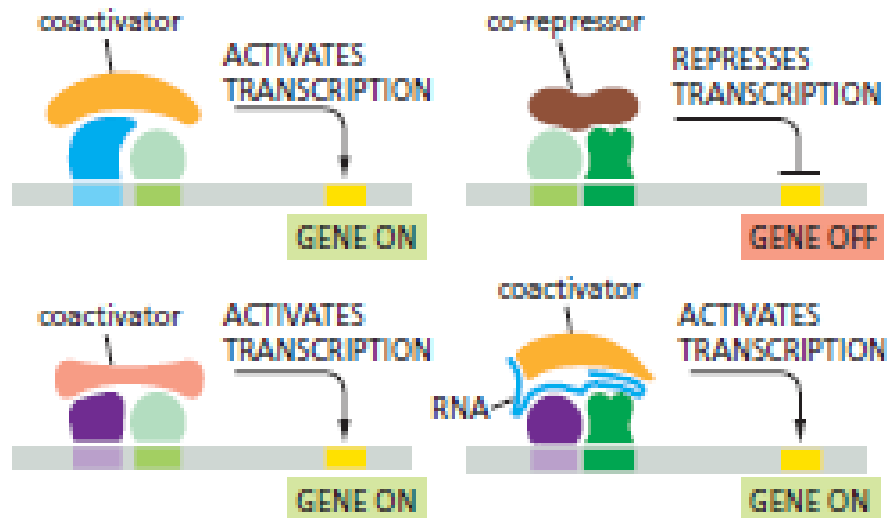 coactivator
ACTIVATES
TRANSCRIPTION
GENE ON
co-repressor
REPRESSES
TRANSCRIPTION
GENE OFF
coactivator
ACTIVATES
TRANSCRIPTION
GENE ON
coactivator
RNA
ACTIVATES
TRANSCRIPTION
GENE ON